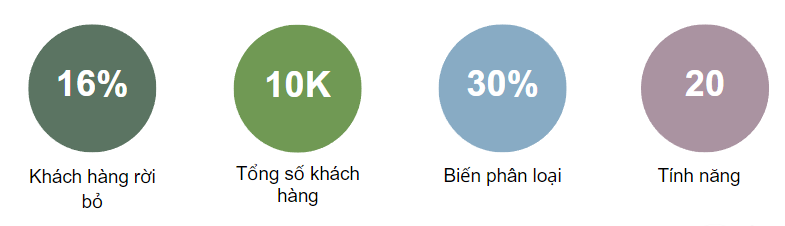 16%
10K
30%
20
Khách hàng rời
bỏ
Tổng số khách
hàng
Biến phân loại
Tính năng